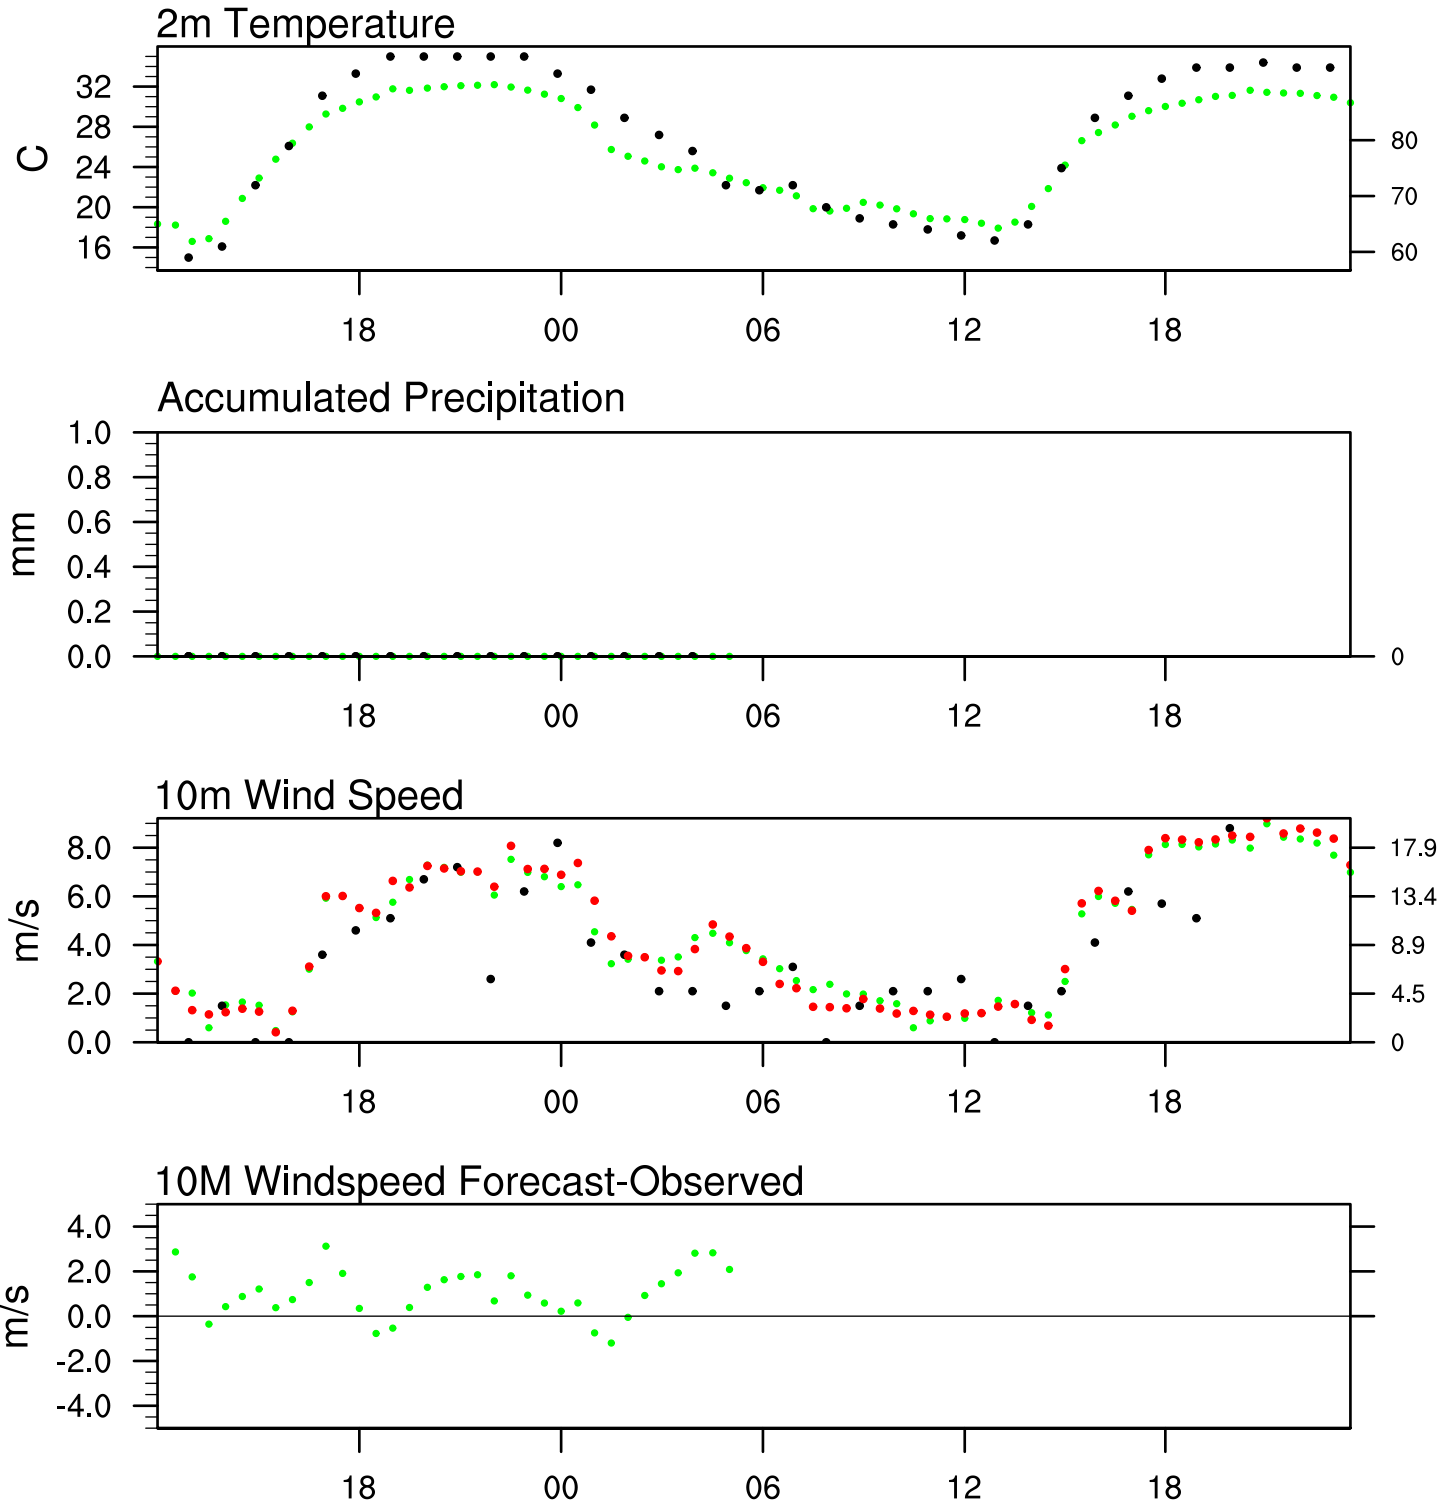 2m Temperature
C
32
28
24
20
16
80
70
60
18 00 06 12 18
Accumulated Precipitation
mm
1.0
0.8
0.6
0.4
0.2
0.0
0
18 00 06 12 18
10m Wind Speed
m/s
8.0
6.0
4.0
2.0
0.0
17.9
13.4
8.9
4.5
0
18 00 06 12 18
10M Windspeed Forecast-Observed
m/s
4.0
2.0
0.0
-2.0
-4.0
18 00 06 12 18